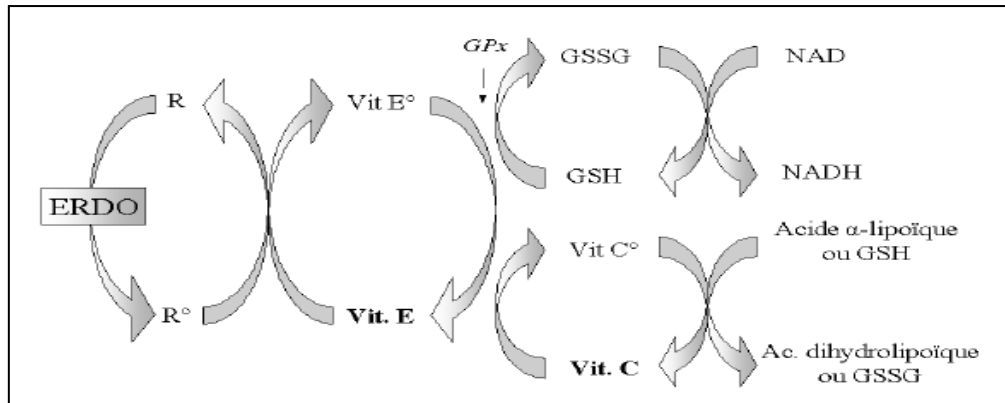 GPx
GSSG
NAD
R
Vit E°
GSH
NADH
ERDO
Vit C°
Acide α-lipoïque
ou GSH
R°
Vit. E
Vit. C
Ac. dihydrolipoïque
ou GSSG